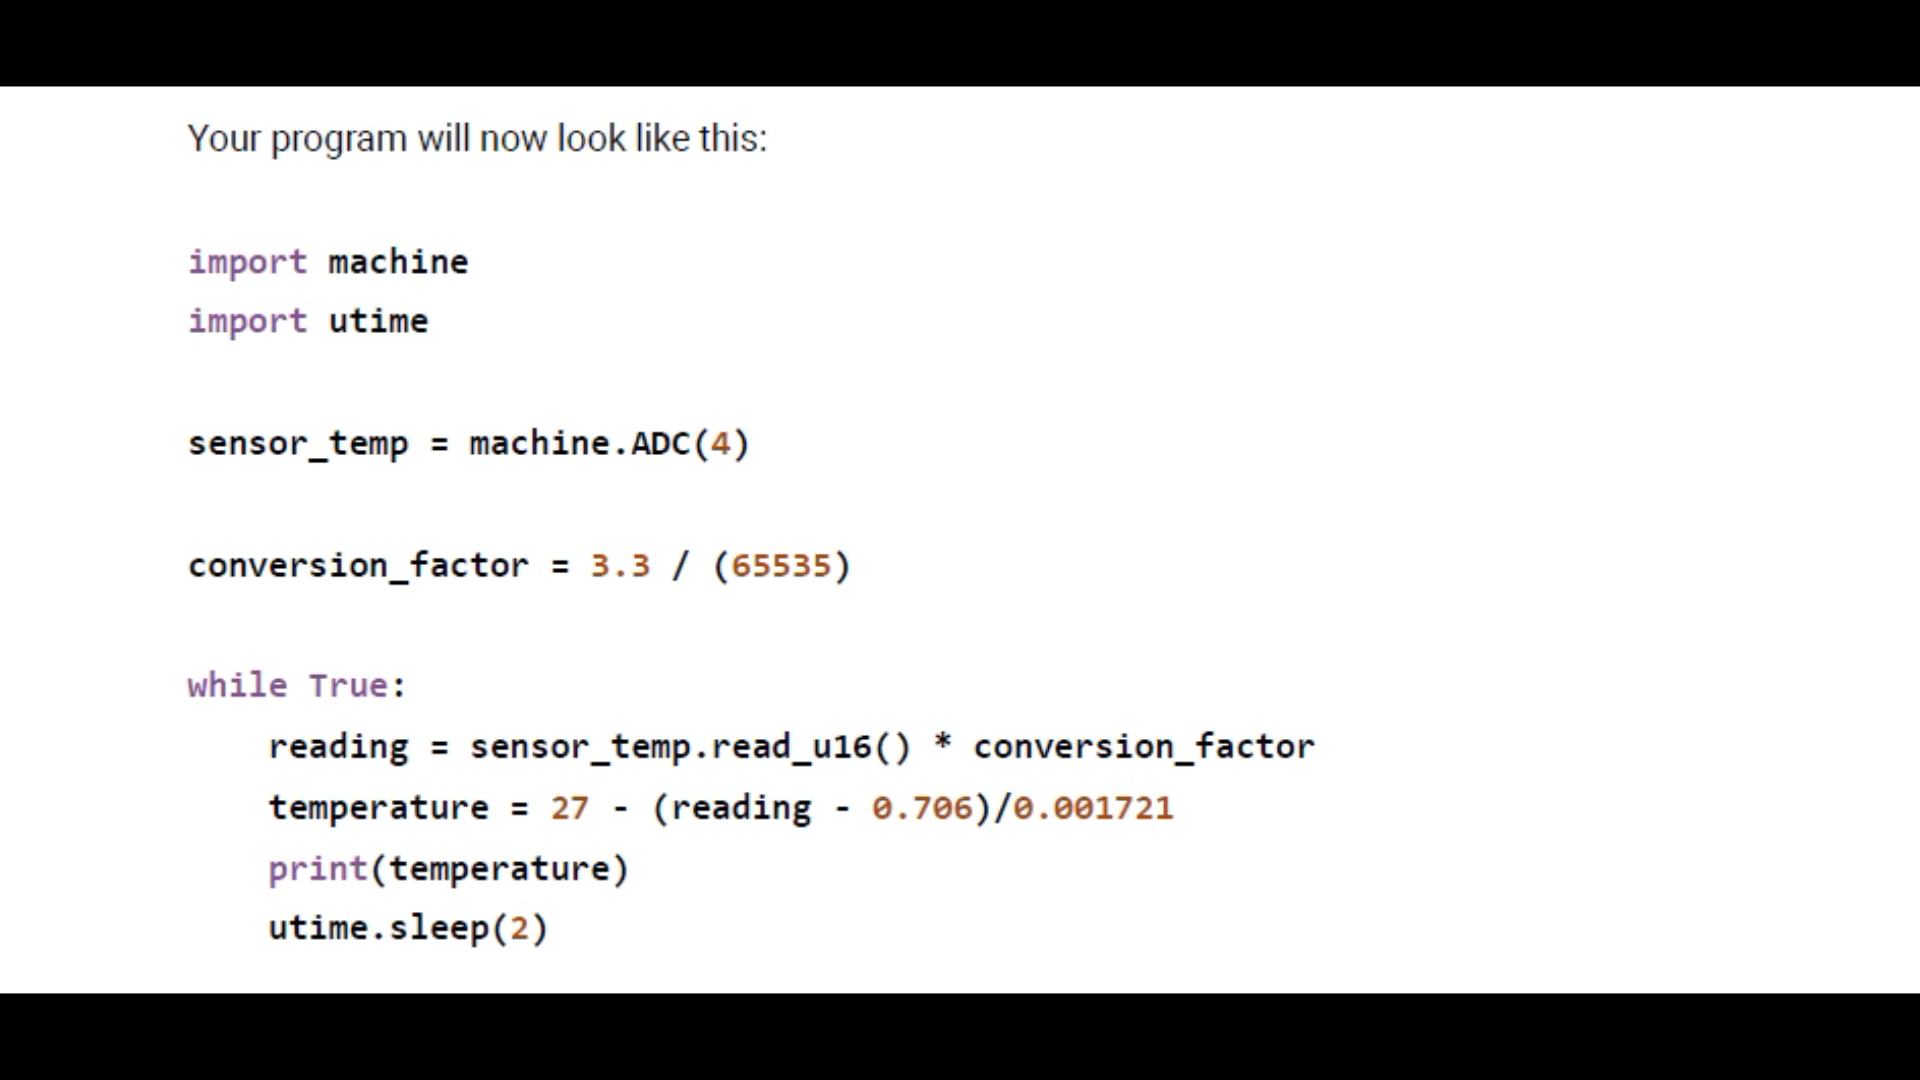 Your program will now look like this:
import machine
import utime
sensor_temp = machine.ADC(4)
conversion_factor = 3.3 / (65535)
while True:
    reading = sensor_temp.read_u16() * conversion_factor
    temperature = 27 - (reading - 0.706)/0.001721
    print(temperature)
    utime.sleep(2)